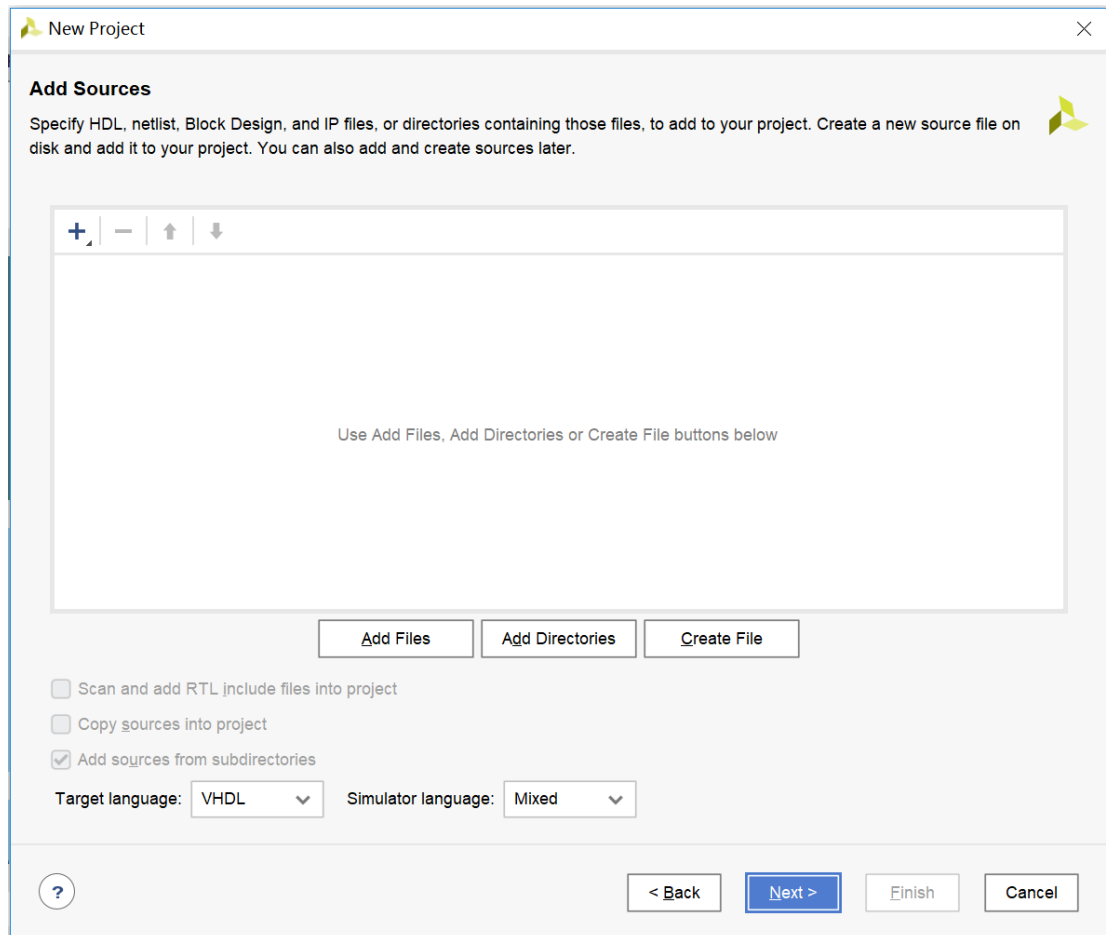 New Project
Add Sources
Specify HDL, netlist, Block Design, and IP files, or directories containing those files, to add to your project. Create a new source file on
disk and add it to your project. You can also add and create sources later.
Use Add Files, Add Directories or Create File buttons below
Add Files Add Directories Create File
Scan and add RTL include files into project
Copy sources into project
Add sources from subdirectories
Target language: VHDL Simulator language: Mixed
? < Back Next > Finish Cancel